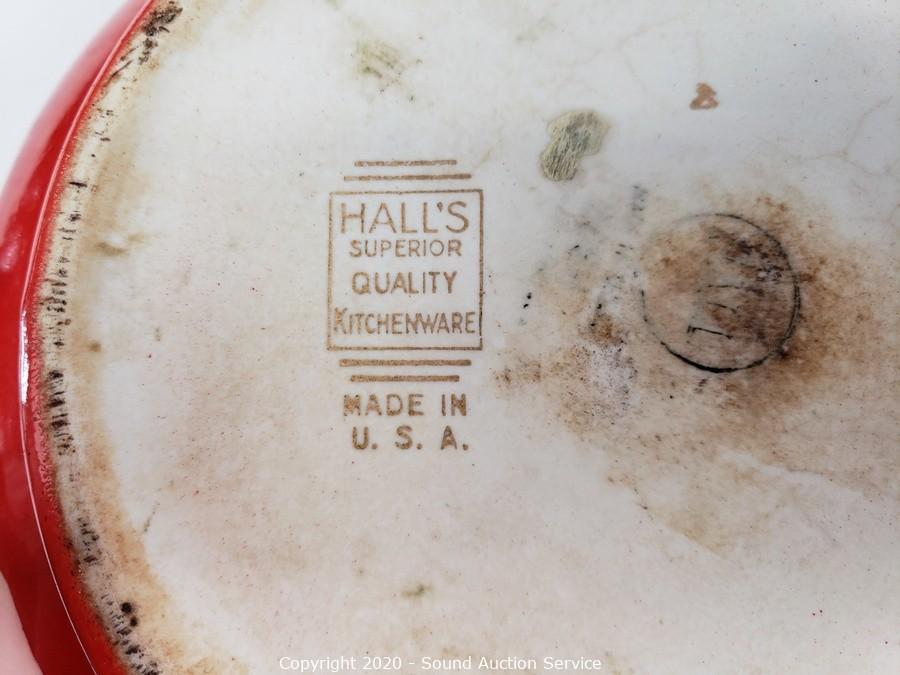 HALL'S
SUPERIOR
QUALITY
KITCHENWARE
MADE IN
U. S. A.
Copyright 2020 - Sound Auction Service